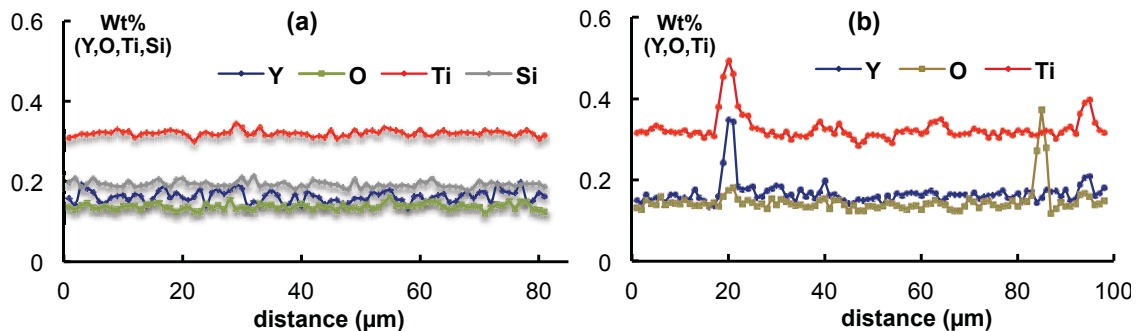 Wt%
(Y,O,Ti,Si)
(a)
Y O Ti Si
0.6
0.4
0.2
0
0 20 40 60 80
distance (µm)
Wt%
(Y,O,Ti)
(b)
Y O Ti
0.6
0.4
0.2
0
0 20 40 60 80 100
distance (µm)